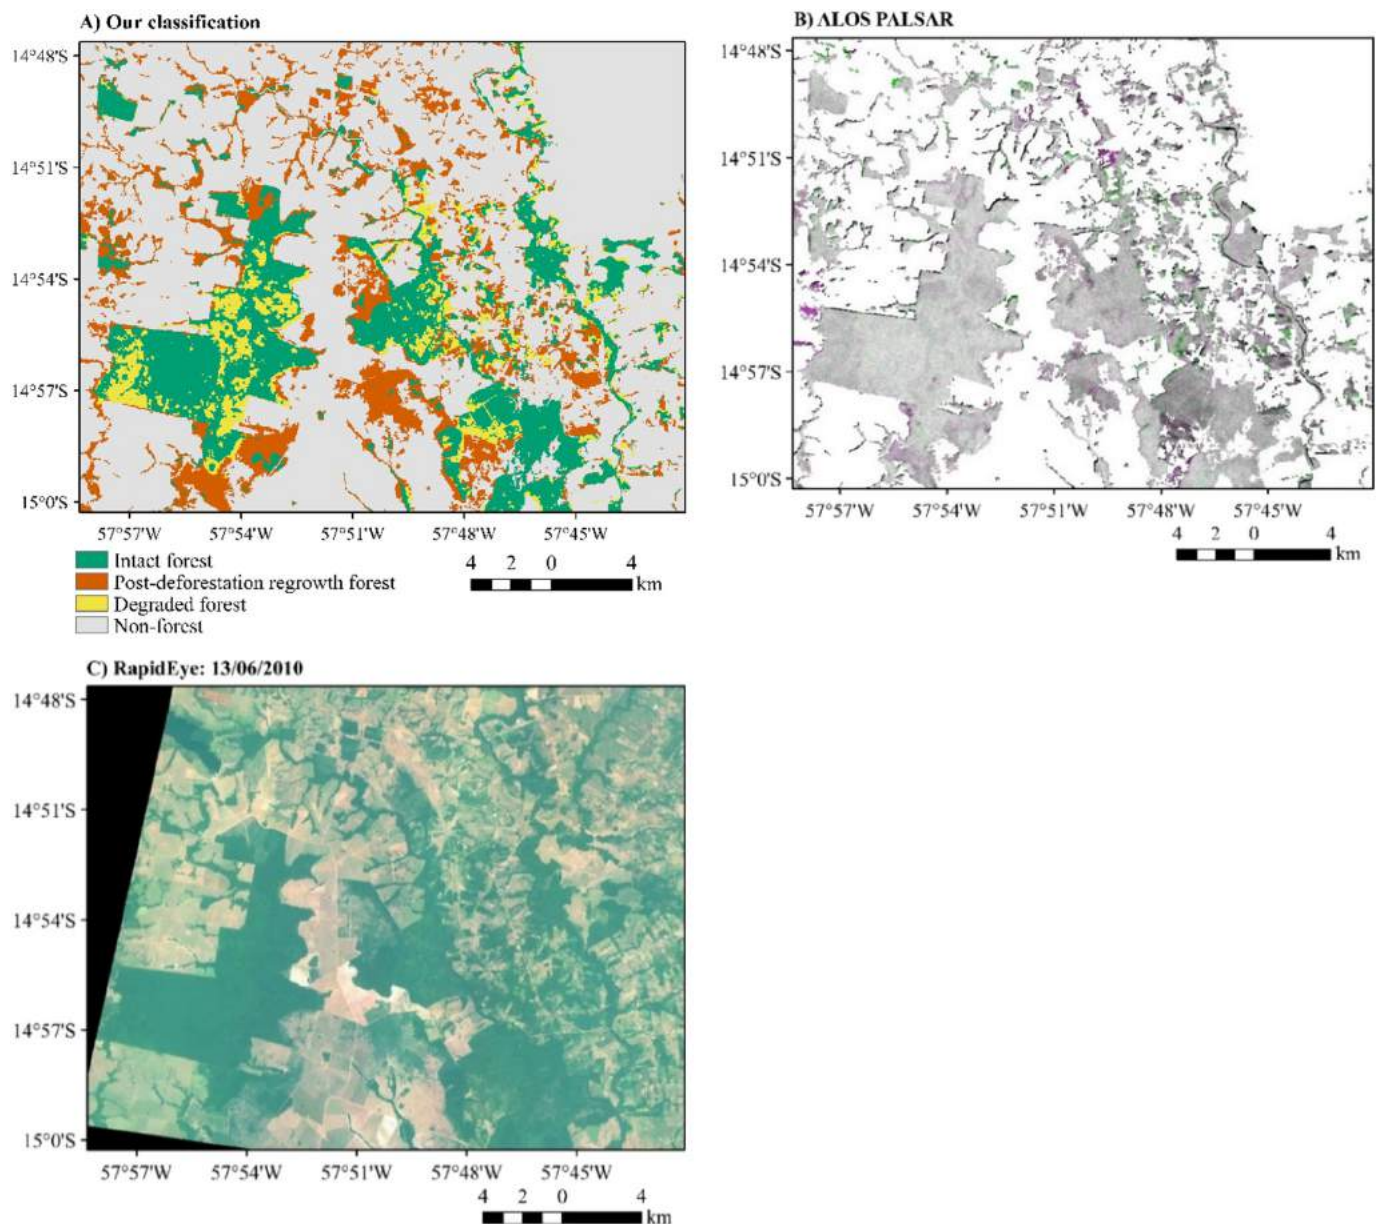 A) Our classification
14°48'S
14°51'S
14°54'S
14°57'S
15°0'S
57°57'W 57°54'W 57°51'W 57°48'W 57°45'W
Intact forest
Post-deforestation regrowth forest
Degraded forest
Non-forest
4 2 0 4
km
B) ALOS PALSAR
14°48'S
14°51'S
14°54'S
14°57'S
15°0'S
57°57'W 57°54'W 57°51'W 57°48'W 57°45'W
4 2 0 4
km
C) RapidEye: 13/06/2010
14°48'S
14°51'S
14°54'S
14°57'S
15°0'S
57°57'W 57°54'W 57°51'W 57°48'W 57°45'W
4 2 0 4
km